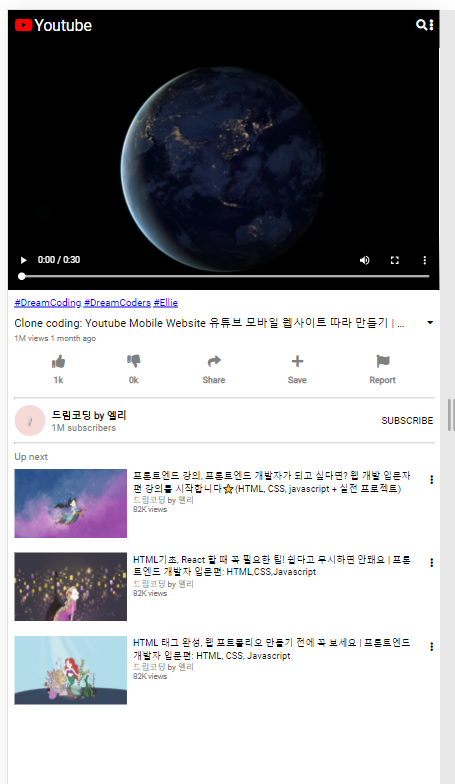 Youtube
0:00 / 0:30
#DreamCoding #DreamCoders #Ellie
Clone coding: Youtube Mobile Website 유튜브 모바일 웹사이트 따라 만들기 | ...
1M views 1 month ago
1k
0k
Share
Save
Report
드림코딩 by 엘리
1M subscribers
SUBSCRIBE
Up next
프론트엔드 강의, 프론트엔드 개발자가 되고 싶다면? 웹 개발 입문자
편 강의를 시작합니다⭐(HTML, CSS, javascript + 실전 프로젝트)
드림코딩 by 엘리
82K views
HTML기초, React 할 때 꼭 필요한 팁! 쉽다고 무시하면 안돼요 | 프론
트엔드 개발자 입문편: HTML,CSS,Javascript
드림코딩 by 엘리
82K views
HTML 태그 완성, 웹 포트폴리오 만들기 전에 꼭 보세요 | 프론트엔드
개발자 입문편: HTML, CSS, Javascript
드림코딩 by 엘리
82K views